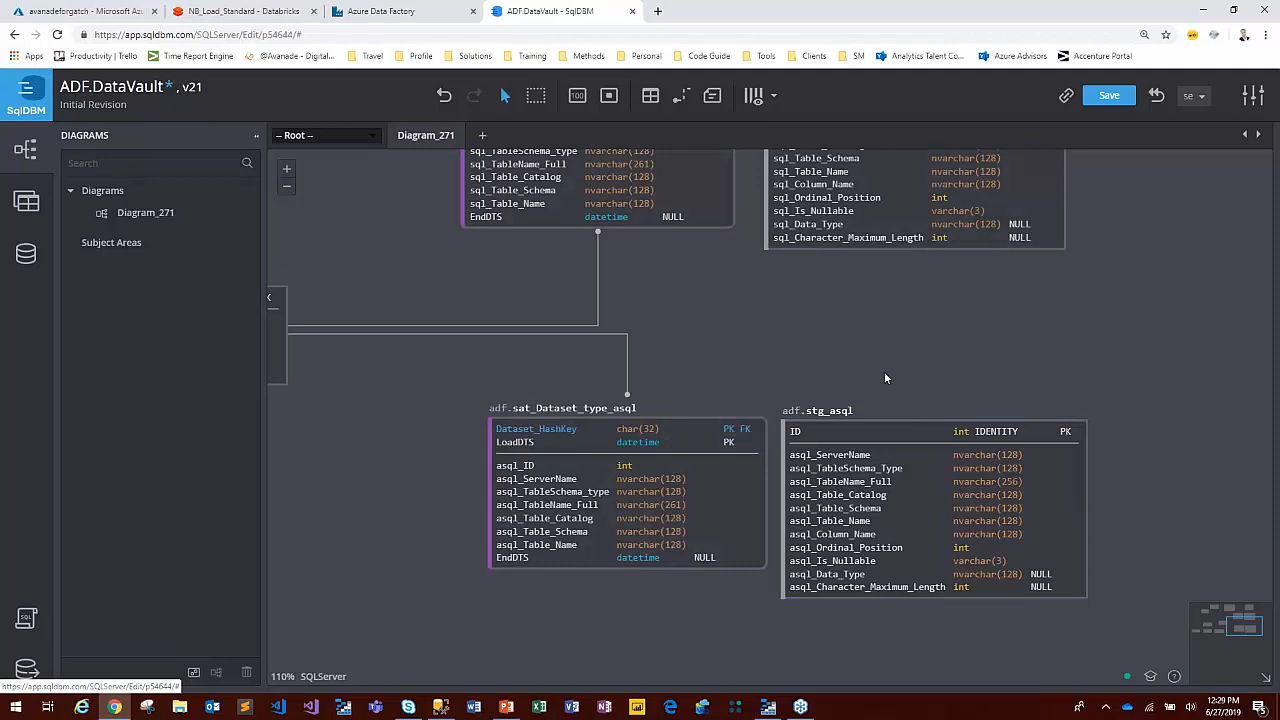 avanadeforgatch - Microsoft Azu
NB_Load_Standard - Databricks
Azure Data Factory
ADF.DataVault - SqlDBM
https://app.sqldbm.com/SQLServer/Edit/p54644/#
Productivity | Trello
Time Report Engine
@Avanade - Digital...
Travel
Profile
Solutions
Training
Methods
Personal
Code Guide
Tools
Clients
SM
Analytics Talent Co...
Azure Advisors
Accenture Portal
SqlDBM
ADF.DataVault*, v21
Initial Revision
Save
se
DIAGRAMS
-- Root --
Diagram_271
Search
Diagrams
Diagram_271
Subject Areas
sql_TableSchema_type nvarchar(128)
sql_TableName_Full nvarchar(261)
sql_Table_Catalog nvarchar(128)
sql_Table_Schema nvarchar(128)
sql_Table_Name nvarchar(128)
EndDTS datetime NULL
sql_Table_Schema nvarchar(128)
sql_Table_Name nvarchar(128)
sql_Column_Name nvarchar(128)
sql_Ordinal_Position int
sql_Is_Nullable varchar(3)
sql_Data_Type nvarchar(128) NULL
sql_Character_Maximum_Length int NULL
K
adf.sat_Dataset_type_asql
Dataset_HashKey char(32) PK FK
LoadDTS datetime PK
asql_ID int
asql_ServerName nvarchar(128)
asql_TableSchema_type nvarchar(128)
asql_TableName_Full nvarchar(261)
asql_Table_Catalog nvarchar(128)
asql_Table_Schema nvarchar(128)
asql_Table_Name nvarchar(128)
EndDTS datetime NULL
adf.stg_asql
ID int IDENTITY PK
asql_ServerName nvarchar(128)
asql_TableSchema_Type nvarchar(128)
asql_TableName_Full nvarchar(256)
asql_Table_Catalog nvarchar(128)
asql_Table_Schema nvarchar(128)
asql_Table_Name nvarchar(128)
asql_Column_Name nvarchar(128)
asql_Ordinal_Position int
asql_Is_Nullable varchar(3)
asql_Data_Type nvarchar(128) NULL
asql_Character_Maximum_Length int NULL
110% SQLServer
https://app.sqldbm.com/SQLServer/Edit/p54644/#
12:29 PM
6/27/2019